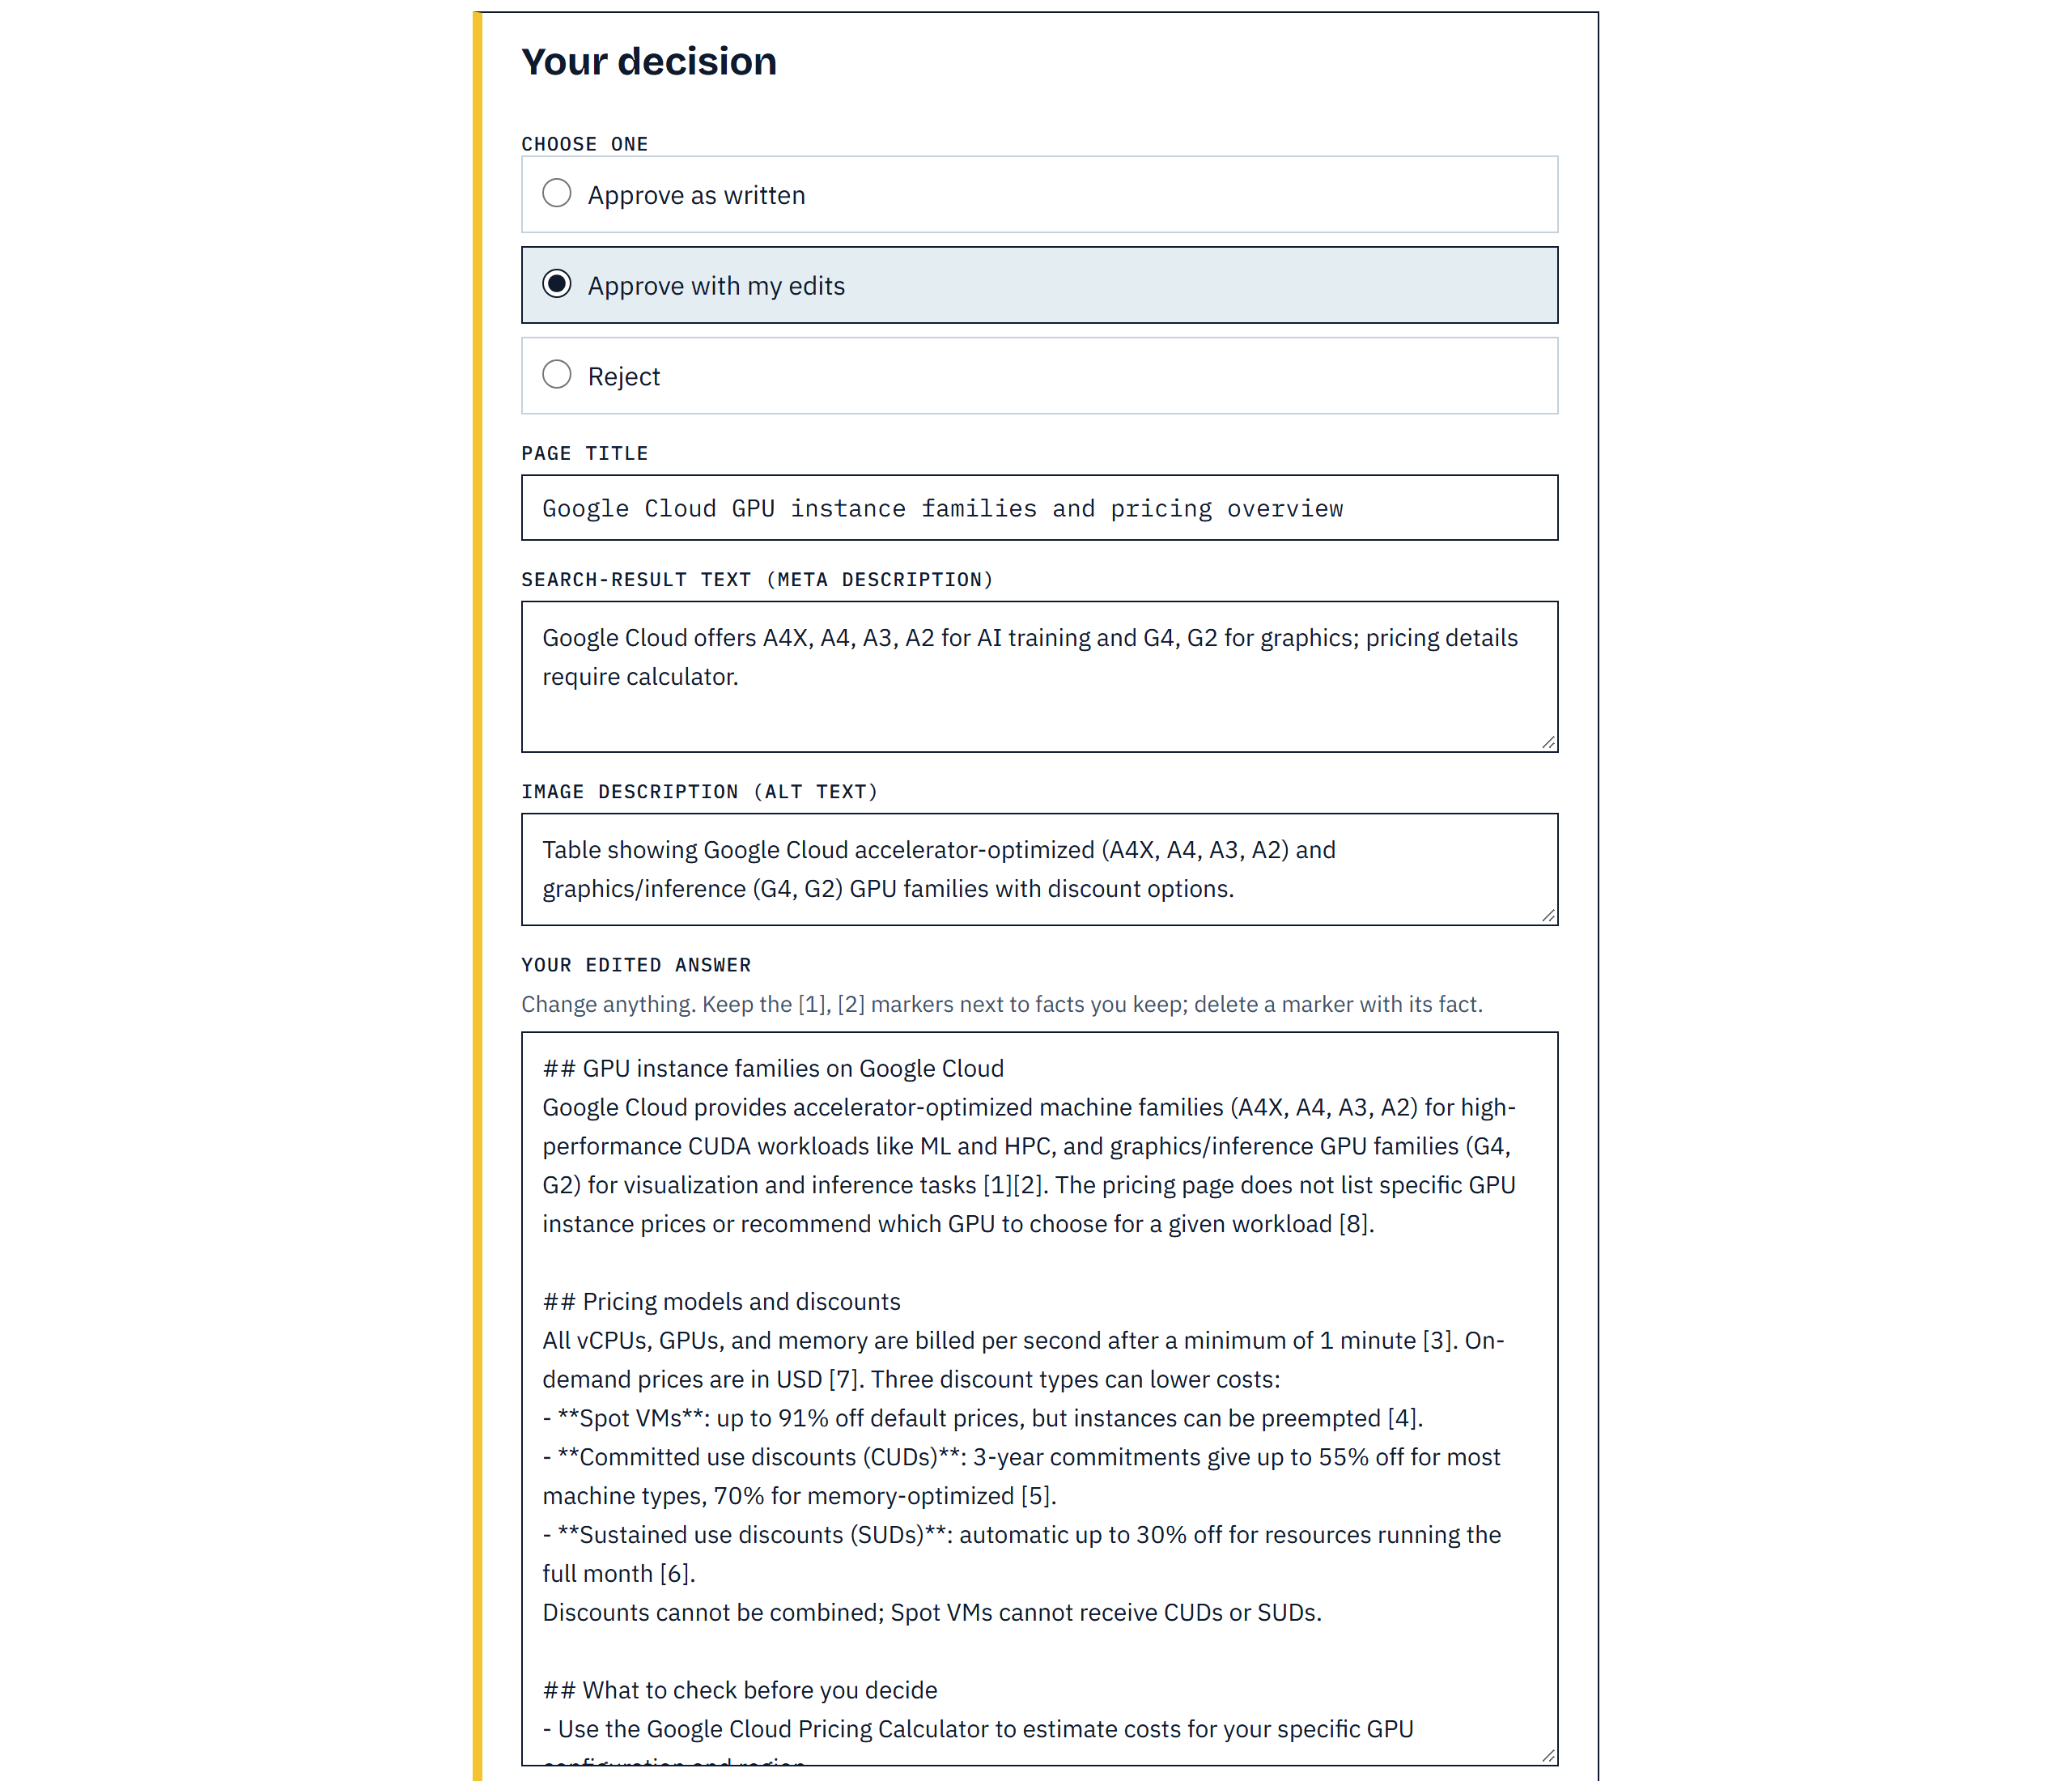 Your decision
CHOOSE ONE
Approve as written
Approve with my edits
Reject
PAGE TITLE
Google Cloud GPU instance families and pricing overview
SEARCH-RESULT TEXT (META DESCRIPTION)
Google Cloud offers A4X, A4, A3, A2 for AI training and G4, G2 for graphics; pricing details
require calculator.
IMAGE DESCRIPTION (ALT TEXT)
Table showing Google Cloud accelerator-optimized (A4X, A4, A3, A2) and
graphics/inference (G4, G2) GPU families with discount options.
YOUR EDITED ANSWER
Change anything. Keep the [1], [2] markers next to facts you keep; delete a marker with its fact.
## GPU instance families on Google Cloud
Google Cloud provides accelerator-optimized machine families (A4X, A4, A3, A2) for high-
performance CUDA workloads like ML and HPC, and graphics/inference GPU families (G4,
G2) for visualization and inference tasks [1][2]. The pricing page does not list specific GPU
instance prices or recommend which GPU to choose for a given workload [8].
## Pricing models and discounts
All vCPUs, GPUs, and memory are billed per second after a minimum of 1 minute [3]. On-
demand prices are in USD [7]. Three discount types can lower costs:
- **Spot VMs**: up to 91% off default prices, but instances can be preempted [4].
- **Committed use discounts (CUDs)**: 3-year commitments give up to 55% off for most
machine types, 70% for memory-optimized [5].
- **Sustained use discounts (SUDs)**: automatic up to 30% off for resources running the
full month [6].
Discounts cannot be combined; Spot VMs cannot receive CUDs or SUDs.
## What to check before you decide
- Use the Google Cloud Pricing Calculator to estimate costs for your specific GPU
configuration and region